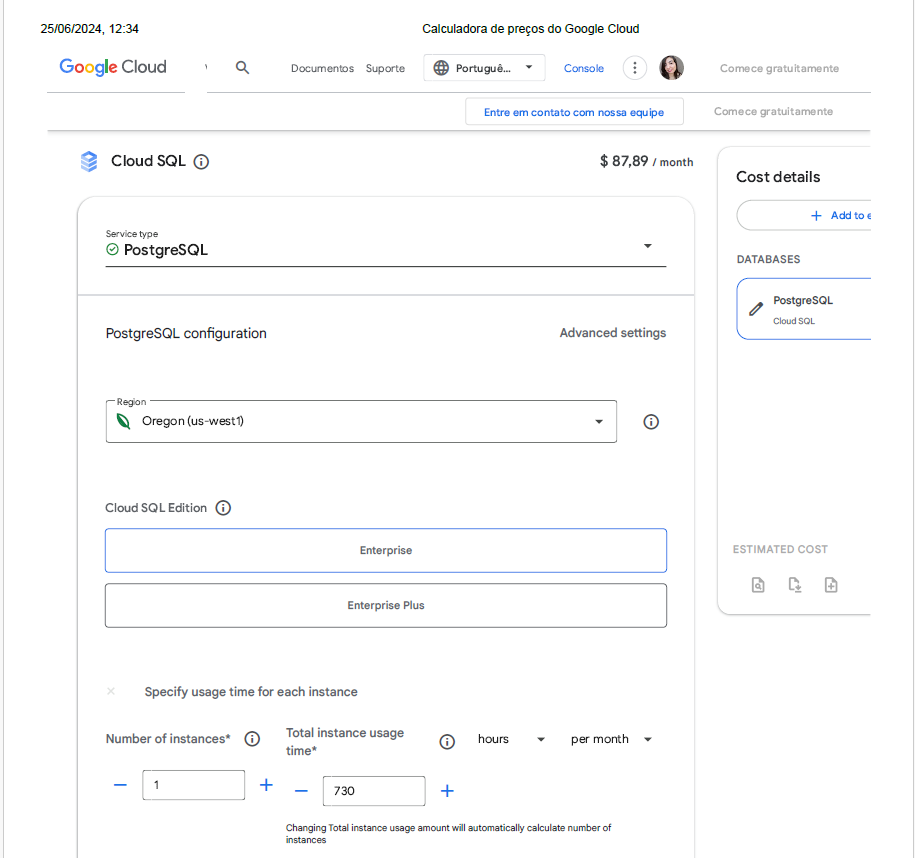 25/06/2024, 12:34
Calculadora de preços do Google Cloud
Google Cloud
Documentos
Suporte
Portuguê...
Console
Comece gratuitamente
Entre em contato com nossa equipe
Comece gratuitamente
Cloud SQL
$ 87,89 / month
Service type
PostgreSQL
PostgreSQL configuration
Advanced settings
Region
Oregon (us-west1)
Cloud SQL Edition
Enterprise
Enterprise Plus
Specify usage time for each instance
Number of instances*
Total instance usage
time*
hours
per month
1
730
Changing Total instance usage amount will automatically calculate number of
instances
Cost details
+ Add to e
DATABASES
PostgreSQL
Cloud SQL
ESTIMATED COST